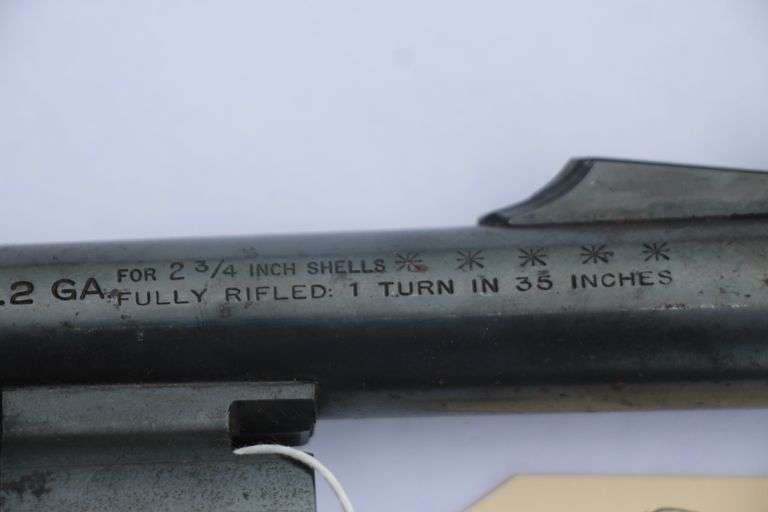 .2 GA. FOR 2 3/4 INCH SHELLS ✳ ✳ ✳ ✳ ✳
FULLY RIFLED: 1 TURN IN 35 INCHES